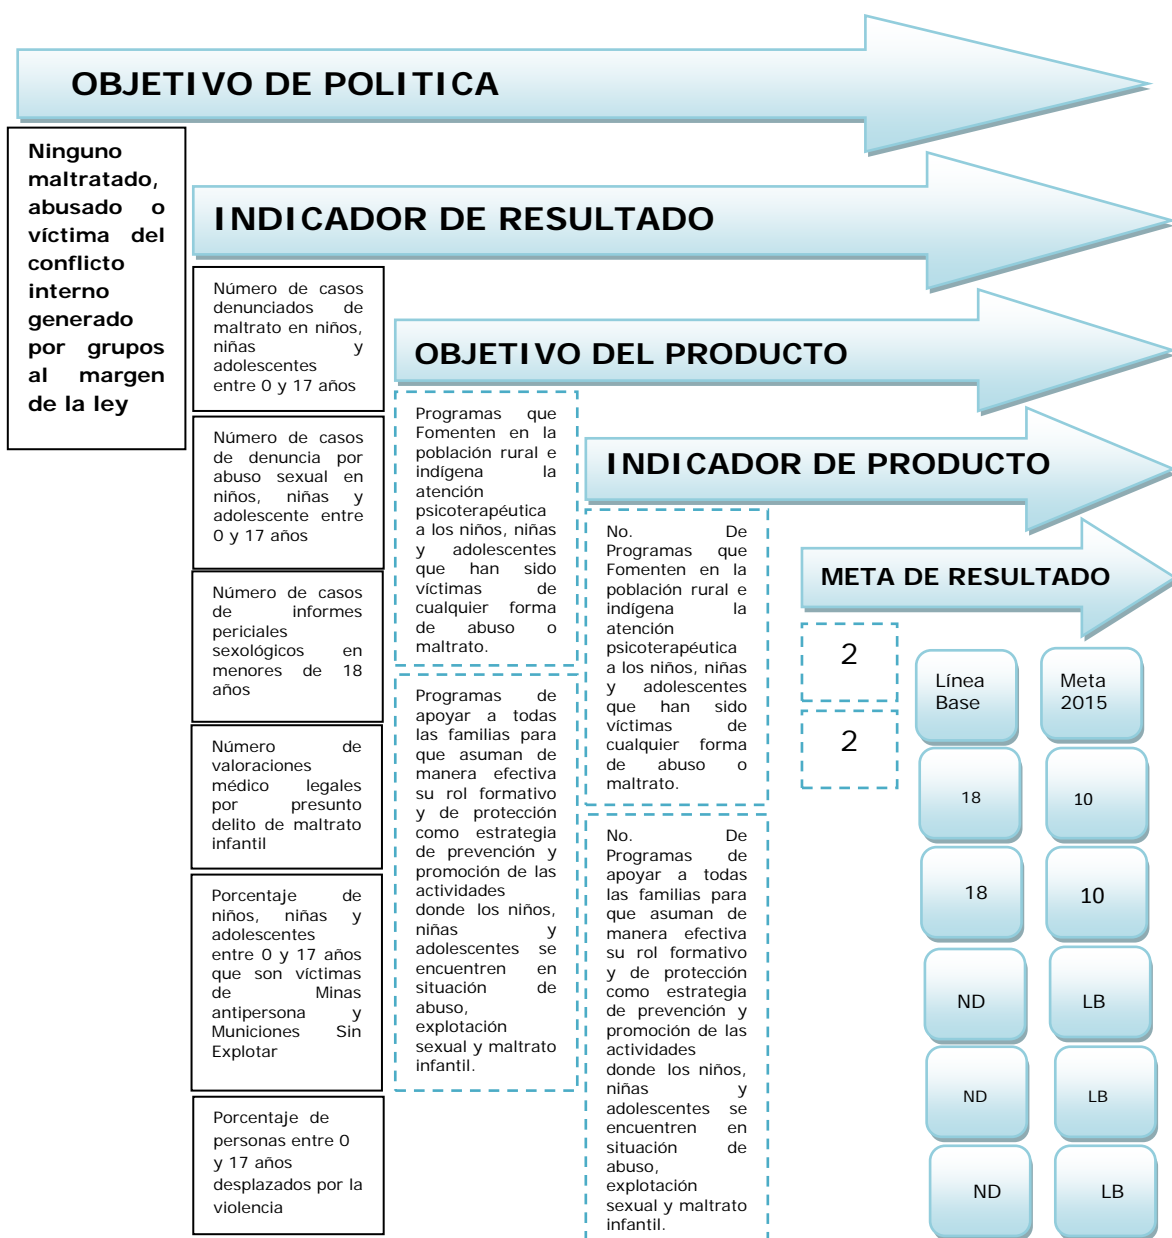 OBJETIVO DE POLITICA
Ninguno
maltratado,
abusado o
víctima del
conflicto
interno
generado
por grupos
al margen
de la ley
INDICADOR DE RESULTADO
Número de casos
denunciados de
maltrato en niños,
niñas y
adolescentes
entre 0 y 17 años
Número de casos
de denuncia por
abuso sexual en
niños, niñas y
adolescente entre
0 y 17 años
Número de casos
de informes
periciales
sexológicos en
menores de 18
años
Número de
valoraciones
médico legales
por presunto
delito de maltrato
infantil
Porcentaje de
niños, niñas y
adolescentes
entre 0 y 17 años
que son víctimas
de Minas
antipersona y
Municiones Sin
Explotar
Porcentaje de
personas entre 0
y 17 años
desplazados por la
violencia
OBJETIVO DEL PRODUCTO
Programas que
Fomenten en la
población rural e
indígena la
atención
psicoterapéutica
a los niños, niñas
y adolescentes
que han sido
víctimas de
cualquier forma
de abuso o
maltrato.
Programas de
apoyar a todas
las familias para
que asuman de
manera efectiva
su rol formativo
y de protección
como estrategia
de prevención y
promoción de las
actividades
donde los niños,
niñas y
adolescentes se
encuentren en
situación de
abuso,
explotación
sexual y maltrato
infantil.
INDICADOR DE PRODUCTO
No. De
Programas que
Fomenten en la
población rural e
indígena la
atención
psicoterapéutica
a los niños, niñas
y adolescentes
que han sido
víctimas de
cualquier forma
de abuso o
maltrato.
No. De
Programas de
apoyar a todas
las familias para
que asuman de
manera efectiva
su rol formativo
y de protección
como estrategia
de prevención y
promoción de las
actividades
donde los niños,
niñas y
adolescentes se
encuentren en
situación de
abuso,
explotación
sexual y maltrato
infantil.
META DE RESULTADO
2
2
Línea
Base
Meta
2015
18
10
18
10
ND
LB
ND
LB
ND
LB